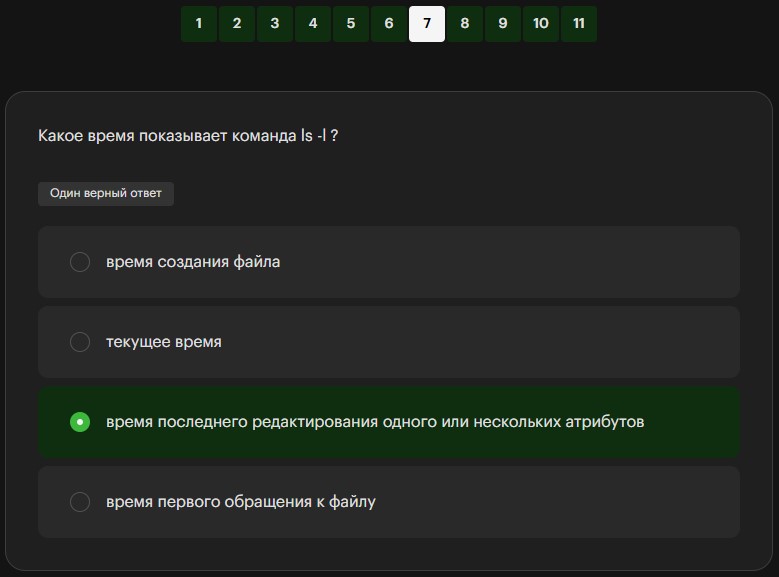 1 2 3 4 5 6 7 8 9 10 11
Какое время показывает команда ls -l ?
Один верный ответ
время создания файла
текущее время
время последнего редактирования одного или нескольких атрибутов
время первого обращения к файлу